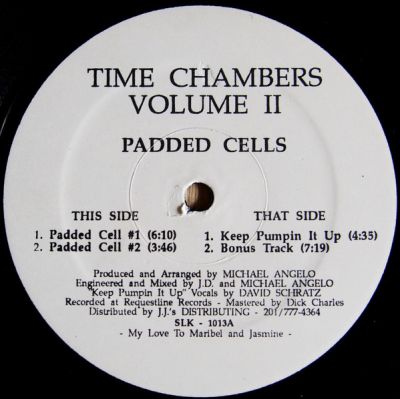 TIME CHAMBERS
VOLUME II
PADDED CELLS
THIS SIDE
1. Padded Cell #1 (6:10)
2. Padded Cell #2 (3:46)
THAT SIDE
1. Keep Pumpin It Up (4:35)
2. Bonus Track (7:19)
Produced and Arranged by MICHAEL ANGELO
Engineered and Mixed by J.D. and MICHAEL ANGELO
"Keep Pumpin It Up" Vocals by DAVID SCHRATZ
Recorded at Requestline Records - Mastered by Dick Charles
Distributed by J.J.'s DISTRIBUTING - 201/777-4364
SLK - 1013A
- My Love To Maribel and Jasmine -